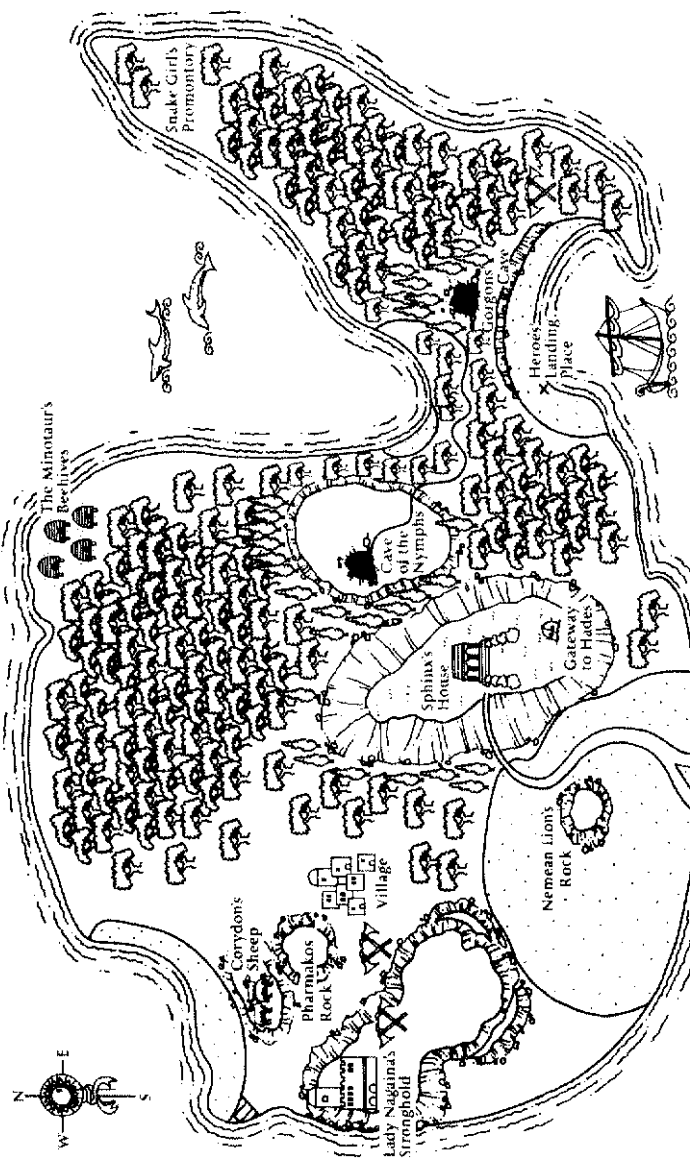 N
E
S
W
Snake Girl's
Promontory
The Minotaur's
Beehives
Gorgons'
Cave
Heroes'
Landing
Place
Cave
of the
Nymphs
Sphina's
House
Gateway
to Hades
Corydon's
Sheep
Pharmakos
Rock
Village
Nemean Lion's
Rock
Lady Nagaina's
Stronghold